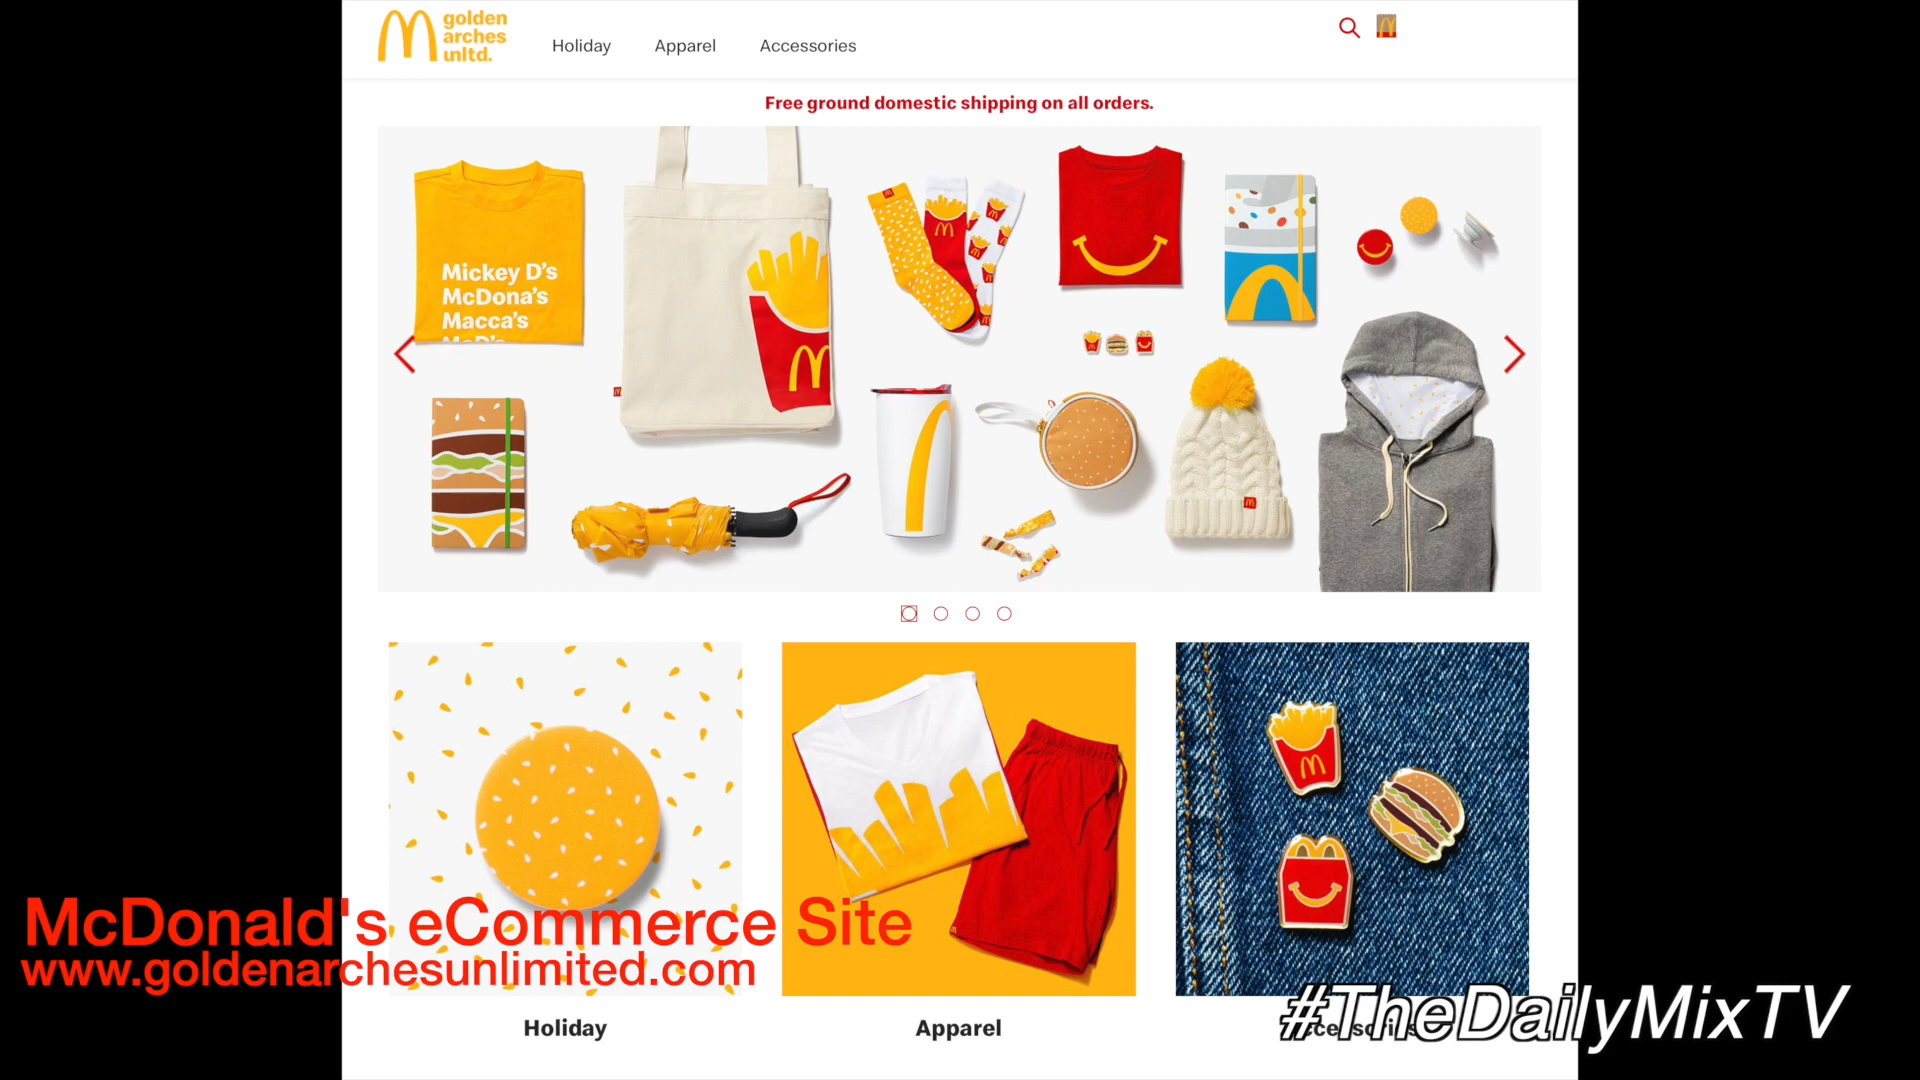 golden
arches
unltd.
Holiday
Apparel
Accessories
Free ground domestic shipping on all orders.
Mickey D's
McDona's
Macca's
McD's
McDonald's eCommerce Site
www.goldenarchesunlimited.com
Holiday
Apparel
#TheDailyMixTV